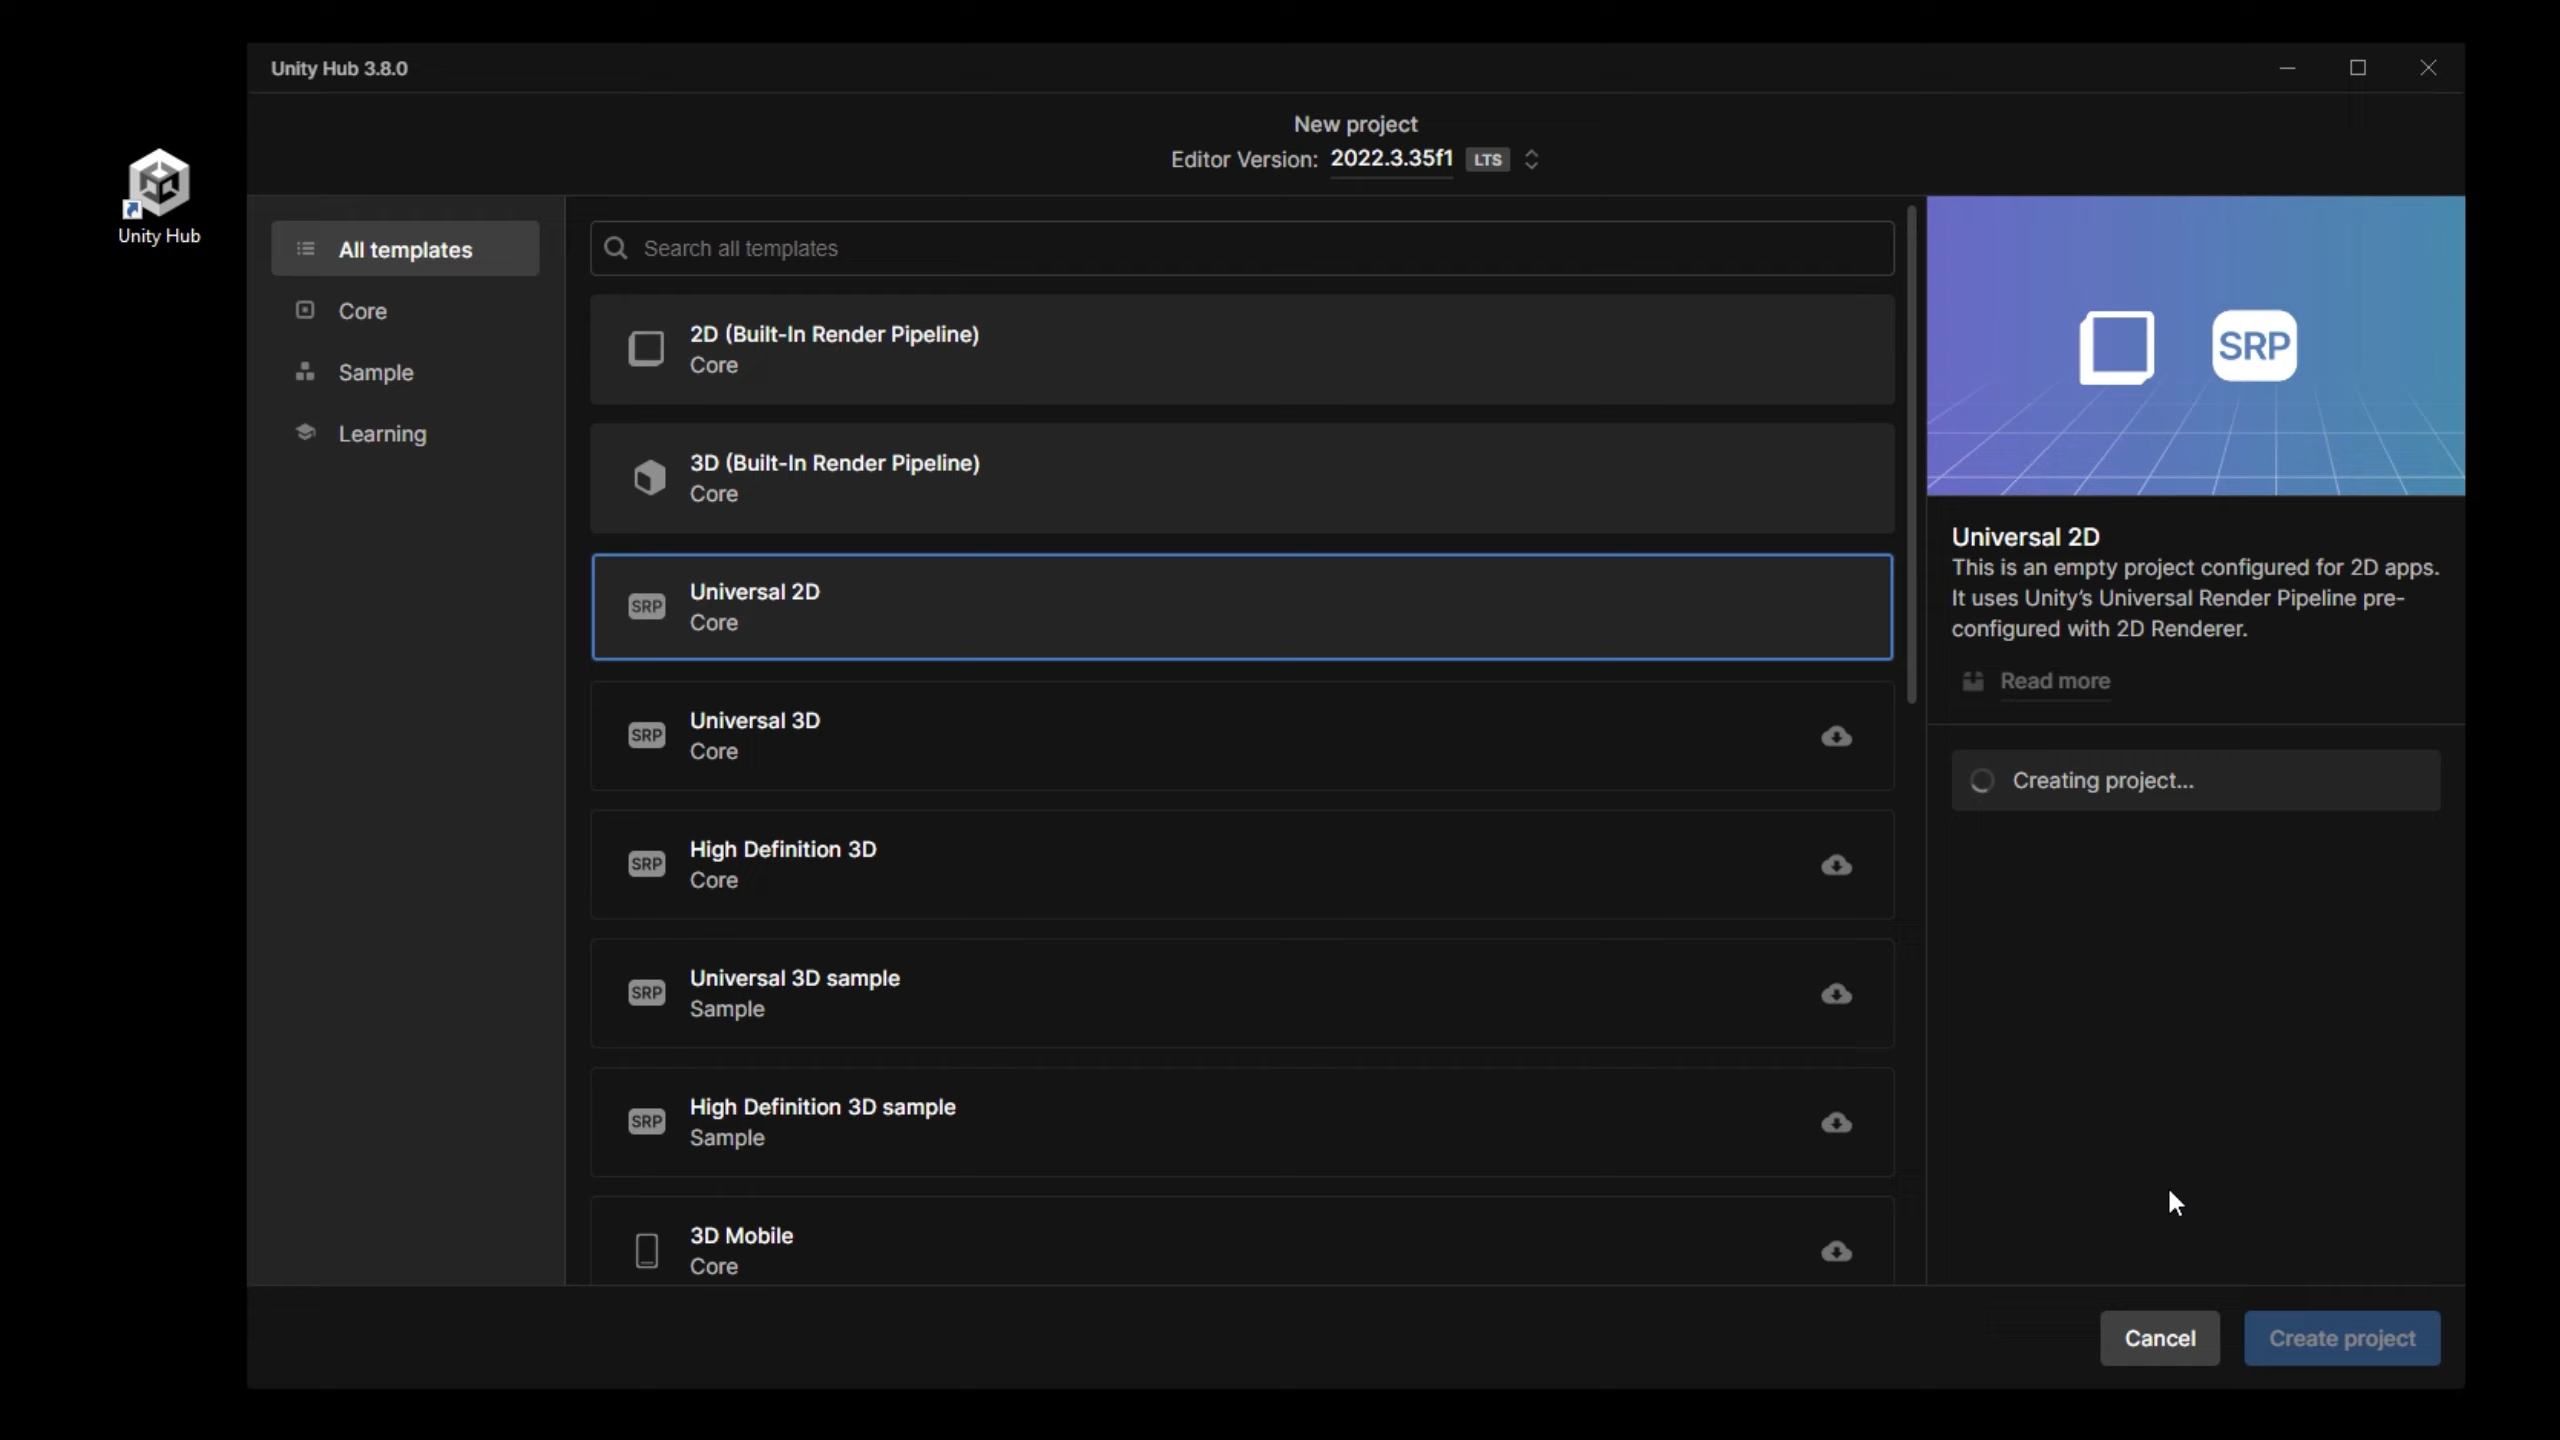 Unity Hub 3.8.0
New project
Editor Version: 2022.3.35f1 LTS
Unity Hub
All templates
Core
Sample
Learning
Search all templates
2D (Built-In Render Pipeline)
Core
3D (Built-In Render Pipeline)
Core
SRP
Universal 2D
Core
SRP
Universal 3D
Core
SRP
High Definition 3D
Core
SRP
Universal 3D sample
Sample
SRP
High Definition 3D sample
Sample
3D Mobile
Core
SRP
Universal 2D
This is an empty project configured for 2D apps.
It uses Unity’s Universal Render Pipeline pre-
configured with 2D Renderer.
Read more
Creating project...
Cancel
Create project